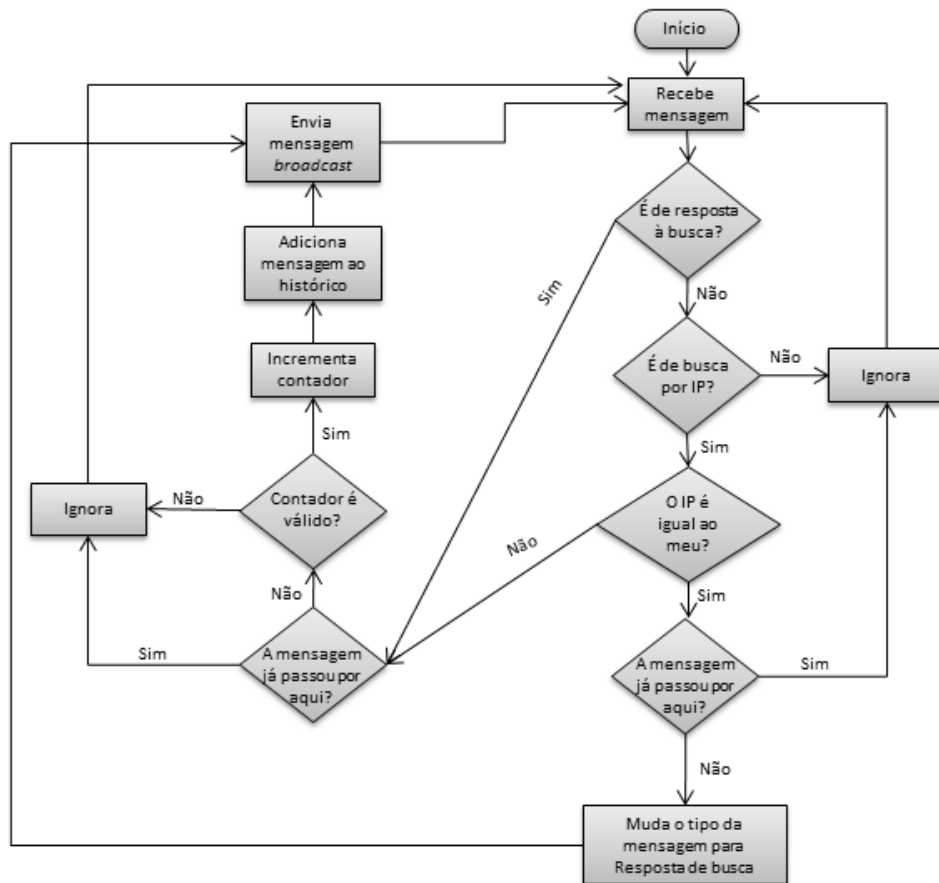 Início
Recebe
mensagem
Envia
mensagem
broadcast
É de resposta
à busca?
Adiciona
mensagem ao
histórico
Sim
Não
É de busca
por IP?
Não
Ignora
Incrementa
contador
Sim
Sim
Contador é
válido?
Não
Ignora
O IP é
igual ao
meu?
Não
Não
Sim
A mensagem
já passou por
aqui?
Sim
A mensagem
já passou por
aqui?
Sim
Não
Muda o tipo da
mensagem para
Resposta de busca